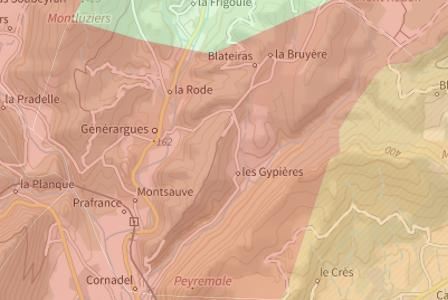 la Frigoule
Montluziers
Blateiras
la Bruyère
la Rode
la Pradelle
Générargues
162
400
les Gypières
la Planque
Montsauve
Prafrance
Cornadel
Peyremale
le Crés